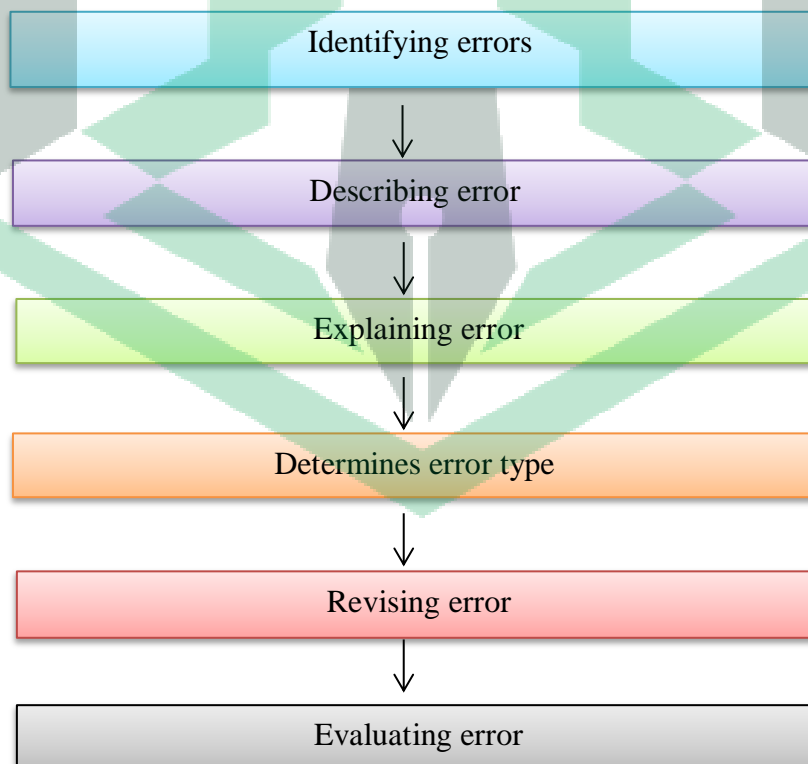 Identifying errors
Describing error
Explaining error
Determines error type
Revising error
Evaluating error